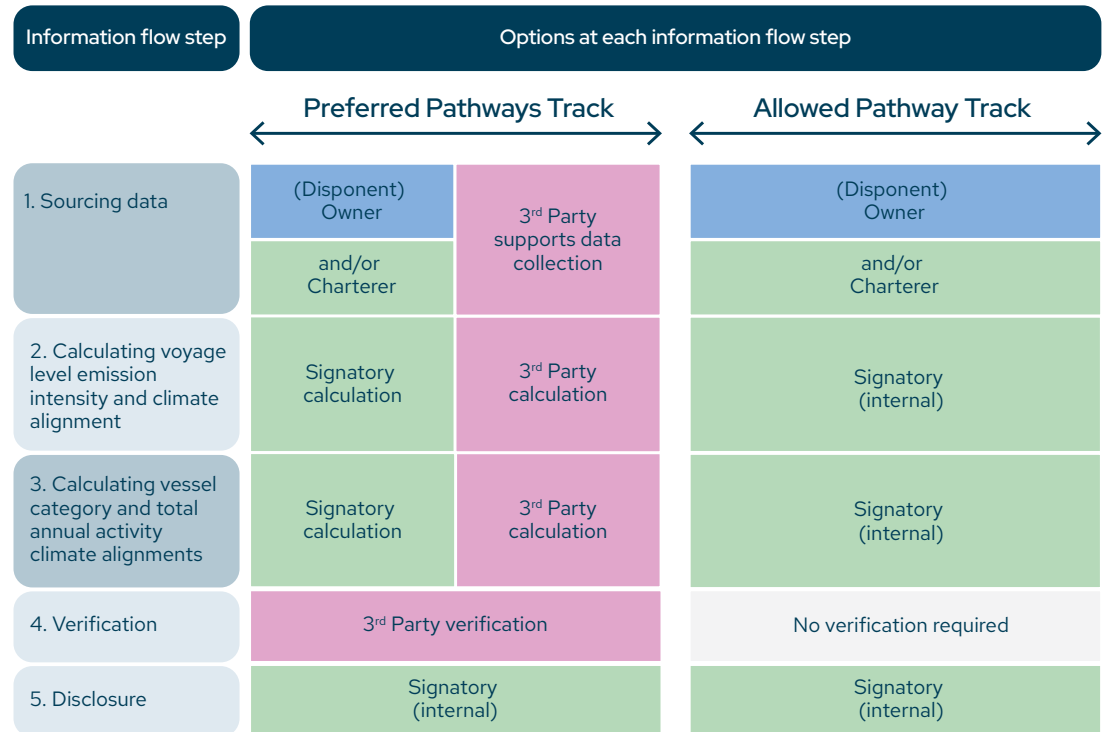 Information flow step
Options at each information flow step
Preferred Pathways Track
Allowed Pathway Track
1. Sourcing data
(Disponent)
Owner
and/or
Charterer
3rd Party
supports data
collection
(Disponent)
Owner
and/or
Charterer
2. Calculating voyage
level emission
intensity and climate
alignment
Signatory
calculation
3rd Party
calculation
Signatory
(internal)
3. Calculating vessel
category and total
annual activity
climate alignments
Signatory
calculation
3rd Party
calculation
Signatory
(internal)
4. Verification
3rd Party verification
No verification required
5. Disclosure
Signatory
(internal)
Signatory
(internal)